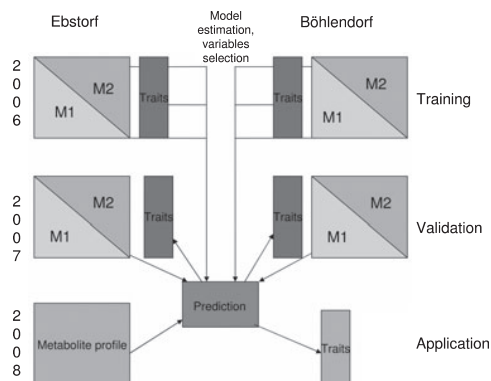 Ebstorf
Model
estimation,
variables
selection
Böhlendorf
2
0
0
6
M1
M2
Traits
Traits
M1
M2
Training
2
0
0
7
M1
M2
Traits
Traits
M1
M2
Validation
Prediction
2
0
0
8
Metabolite profile
Traits
Application